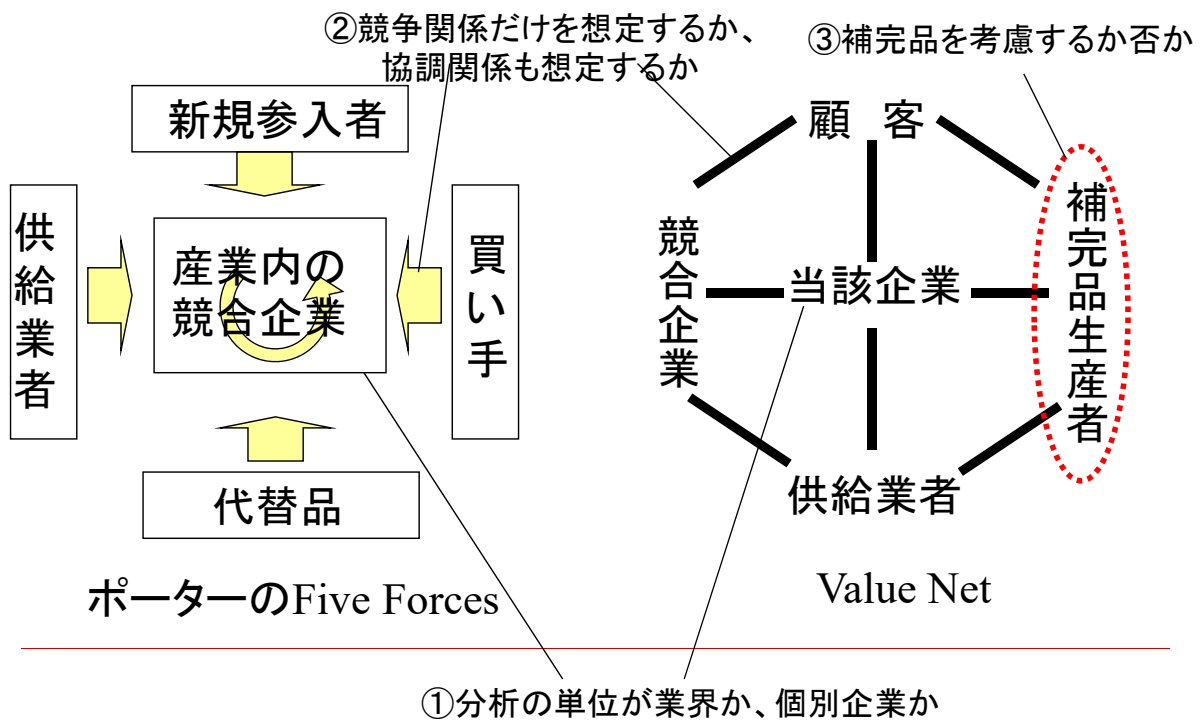 ②競争関係だけを想定するか、
協調関係も想定するか
③補完品を考慮するか否か
新規参入者
供給業者
産業内の
競合企業
買い手
代替品
ポーターのFive Forces
顧 客
競合企業
当該企業
補完品生産者
供給業者
Value Net
①分析の単位が業界か、個別企業か